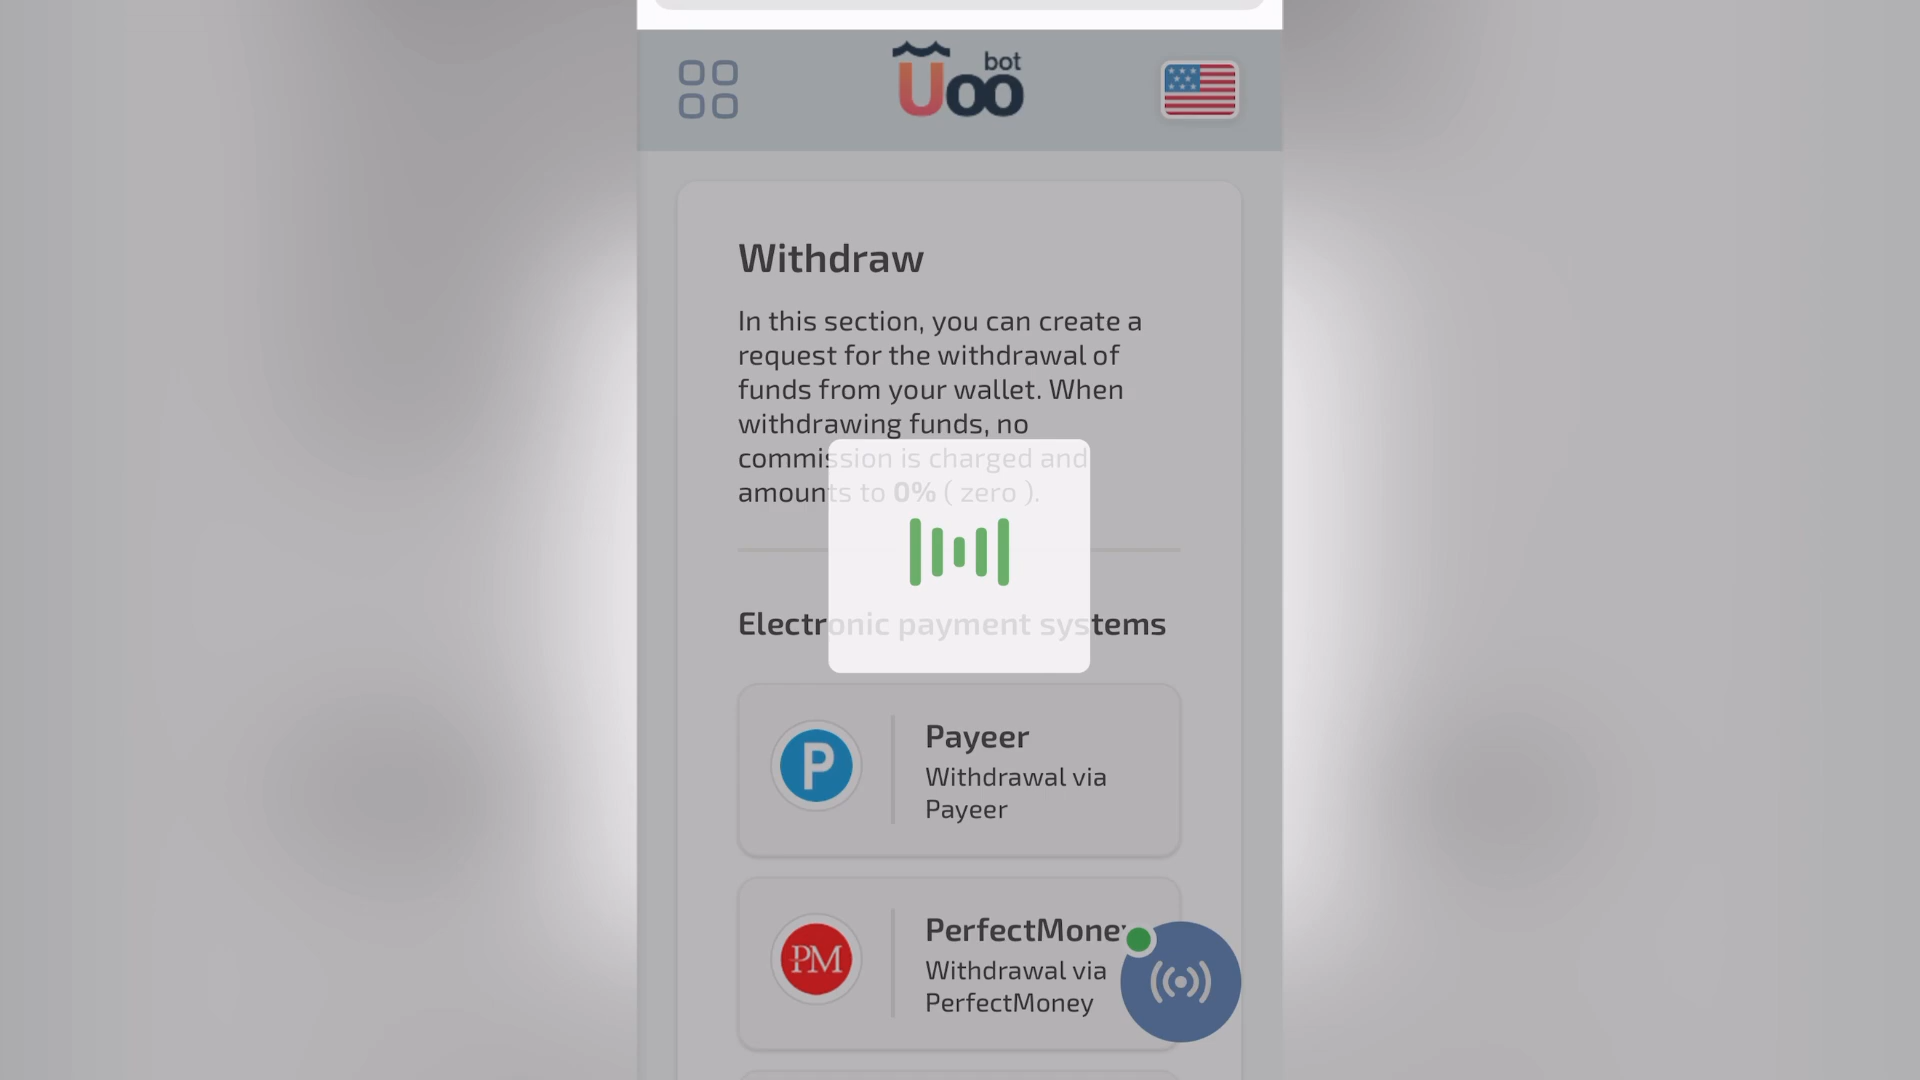 Uoo bot
Withdraw
In this section, you can create a
request for the withdrawal of
funds from your wallet. When
withdrawing funds, no
commission is charged and
amounts to 0% ( zero ).
Electronic payment systems
P
Payeer
Withdrawal via
Payeer
PM
PerfectMoney
Withdrawal via
PerfectMoney